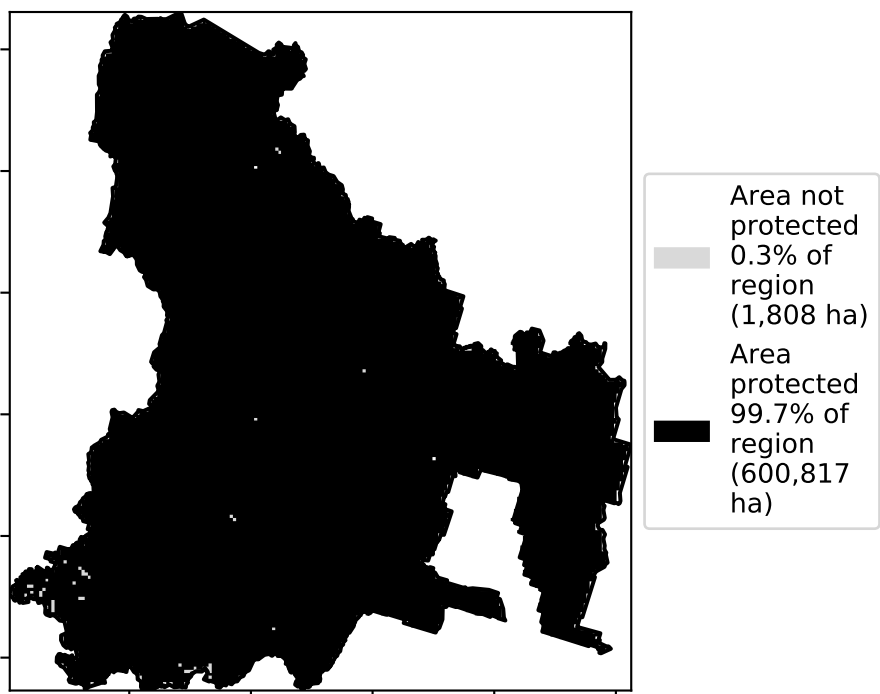 Area not
protected
0.3% of
region
(1,808 ha)
Area
protected
99.7% of
region
(600,817
ha)